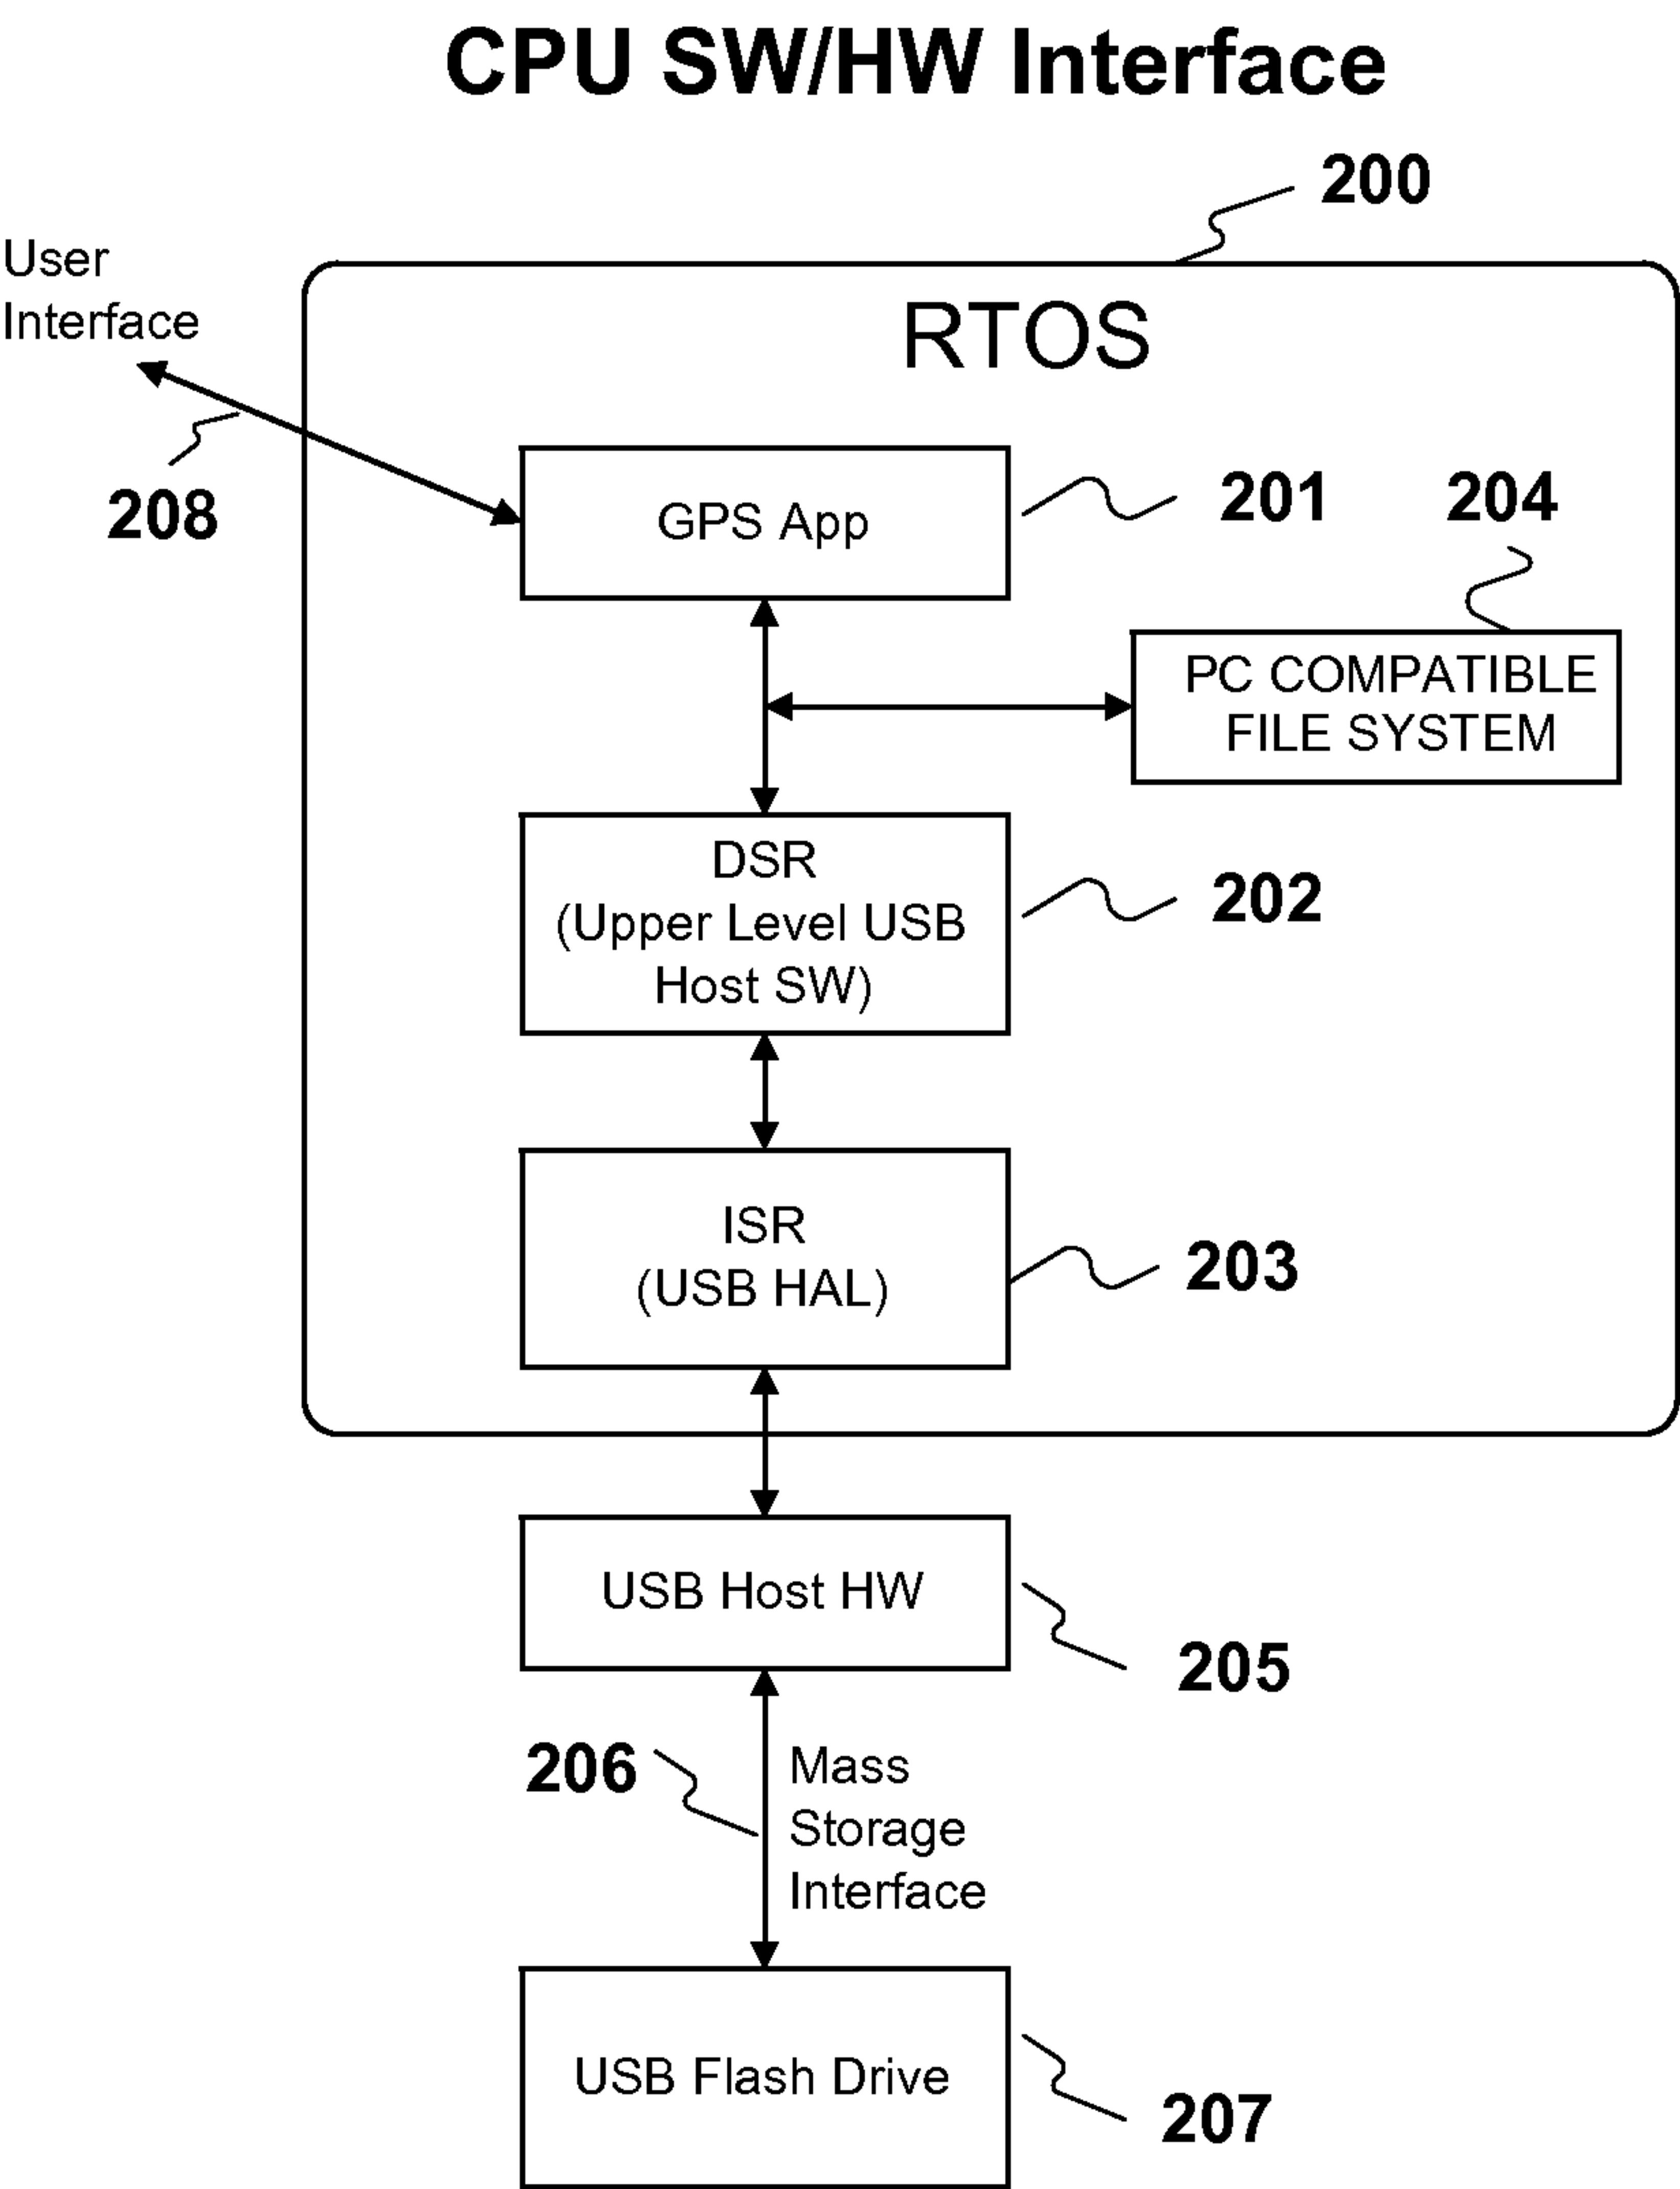 CPU SW/HW Interface
200
User
Interface
RTOS
208
GPS App
201
204
PC COMPATIBLE
FILE SYSTEM
DSR
(Upper Level USB
Host SW)
202
ISR
(USB HAL)
203
USB Host HW
205
206
Mass
Storage
Interface
USB Flash Drive
207